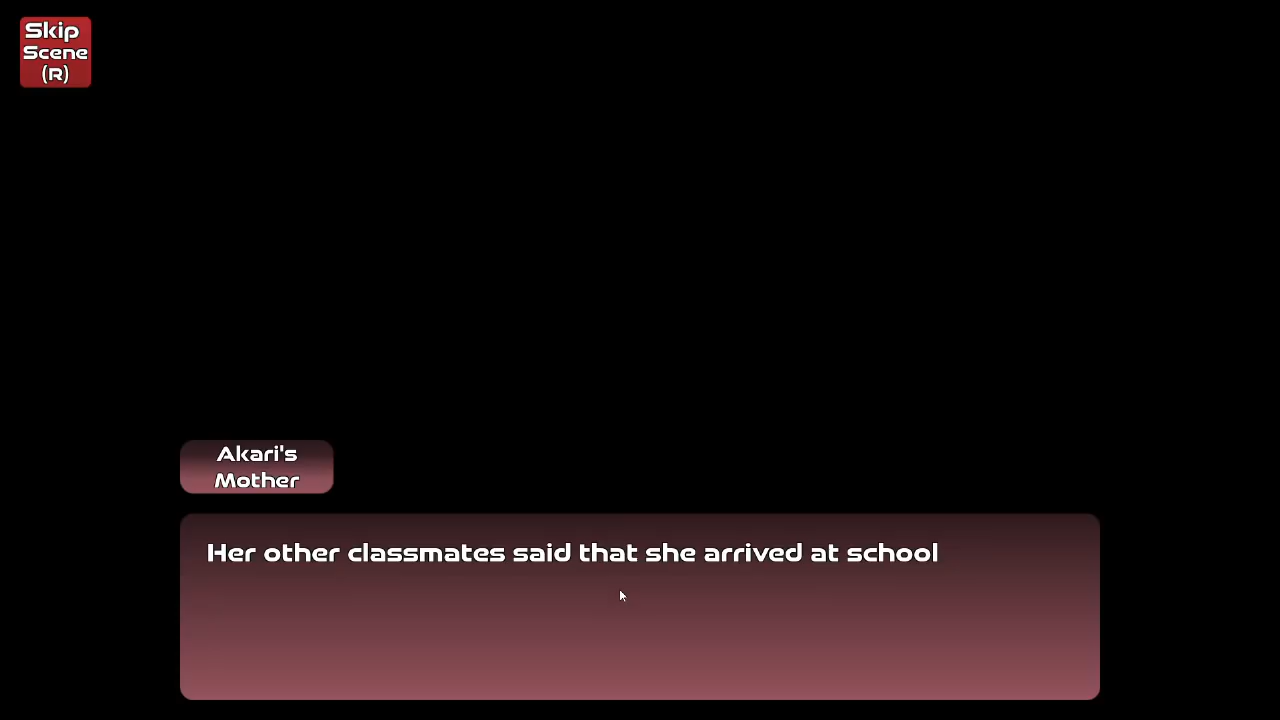 Skip
Scene
(R)
Akari's
Mother
Her other classmates said that she arrived at school